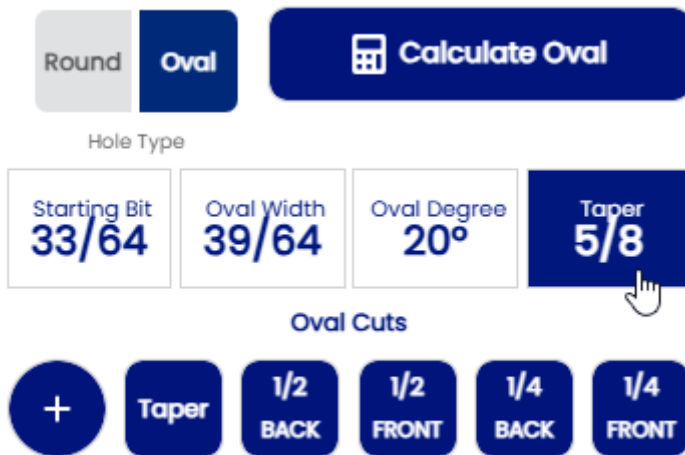 Round Oval Calculate Oval
Hole Type
Starting Bit Oval Width Oval Degree Taper
33/64 39/64 20° 5/8
Oval Cuts
+ Taper 1/2 BACK 1/2 FRONT 1/4 BACK 1/4 FRONT